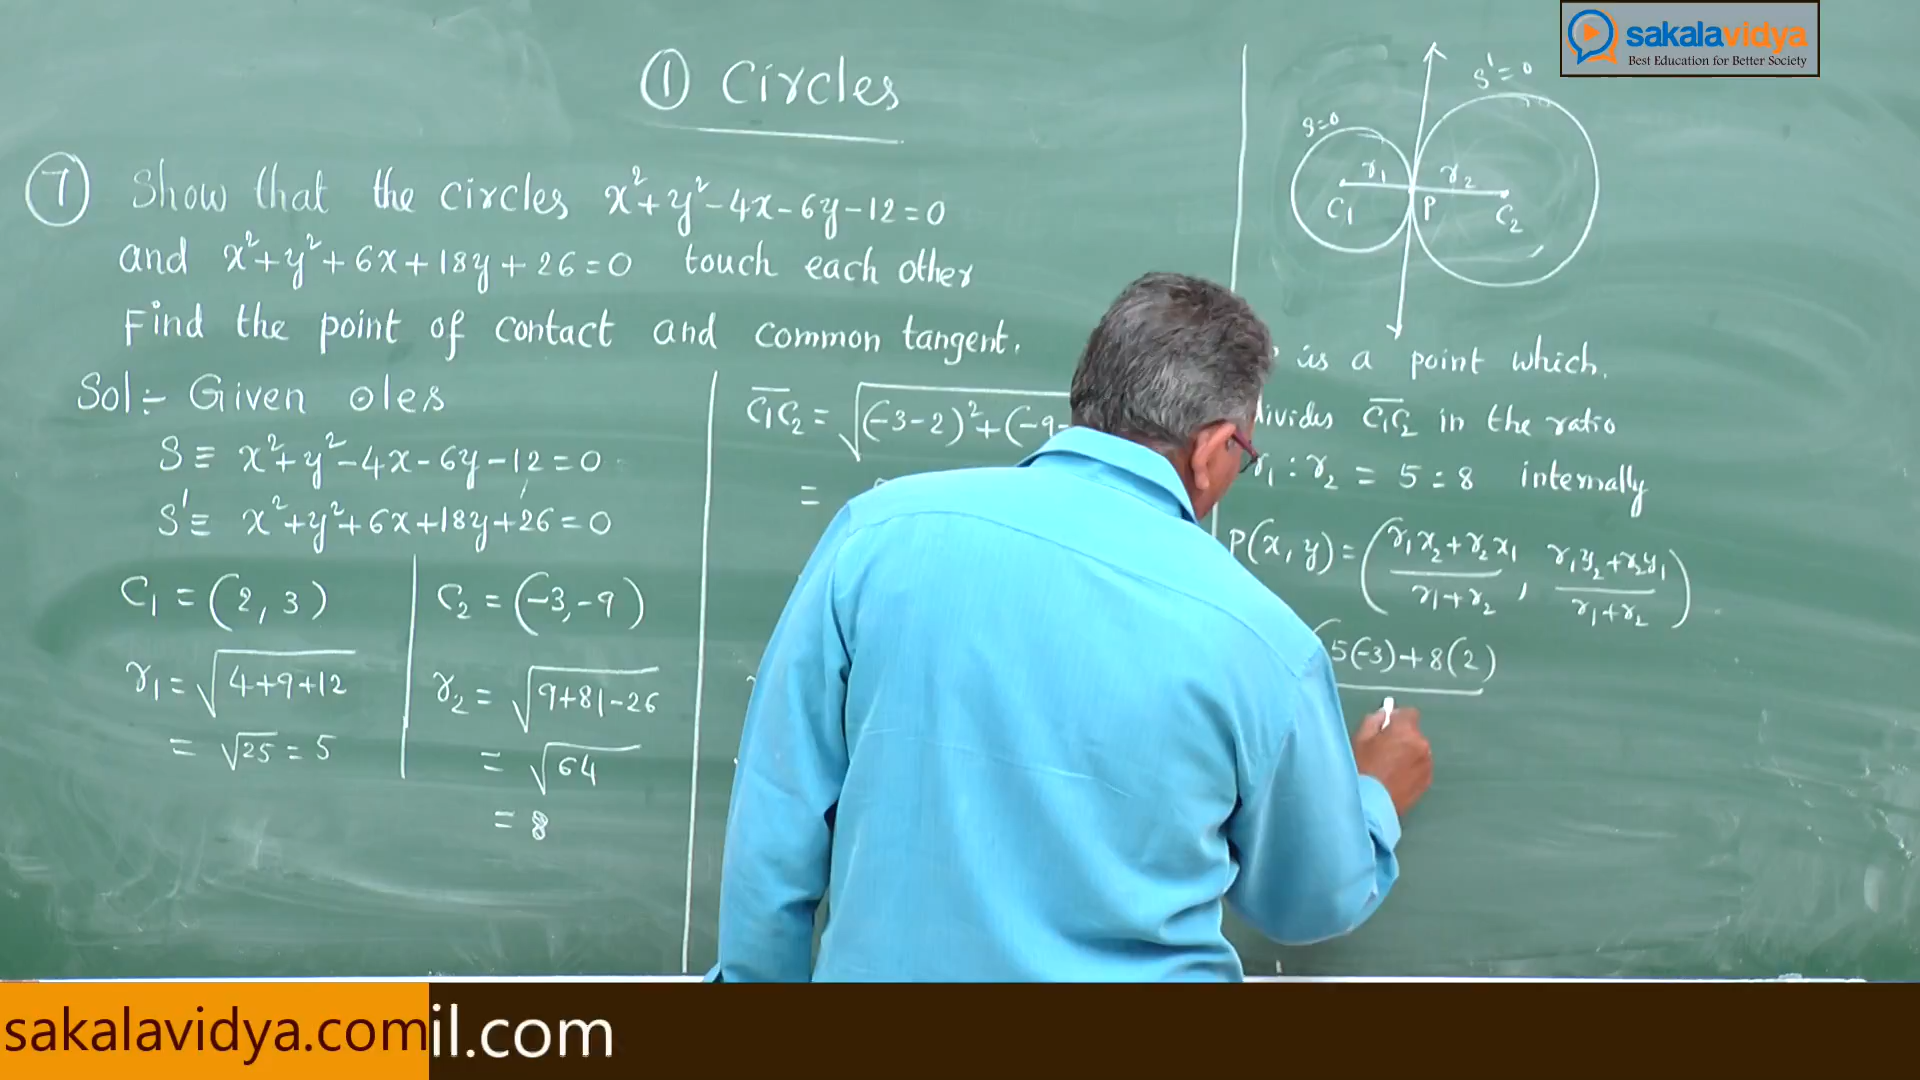 sakalavidya
Best Education for Better Society
① Circles
⑦ Show that the circles x²+y²-4x-6y-12=0
and x²+y²+6x+18y+26=0 touch each other
Find the point of contact and common tangent.
Sol:- Given oles
S≡ x²+y²-4x-6y-12=0
S'≡ x²+y²+6x+18y+26=0
C₁ = (2, 3)
r₁ = √4+9+12
= √25 = 5
C₂ = (-3,-9)
r₂ = √9+81-26
= √64
= 8
C₁C₂ = √(-3-2)²+(-9-
=
S=0
S'=0
r₁ r₂
C₁ P C₂
is a point which.
divides C₁C₂ in the ratio
r₁ : r₂ = 5 : 8 internally
P(x, y) = (r₁x₂+r₂x₁/r₁+r₂, r₁y₂+r₂y₁/r₁+r₂)
(5(-3)+8(2)
sakalavidya.comil.com